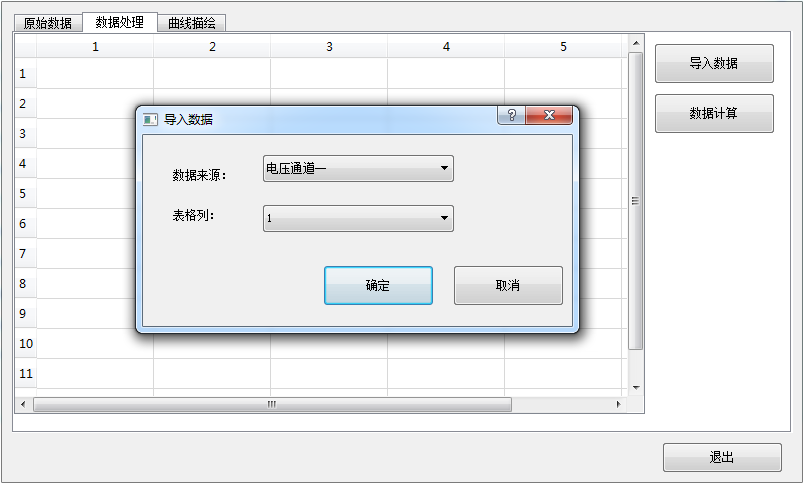 原始数据 数据处理 曲线描绘
1 2 3 4 5
1
2
3
4
5
6
7
8
9
10
11
导入数据
数据计算
导入数据 ?
数据来源: 电压通道一
表格列: 1
确定 取消
退出